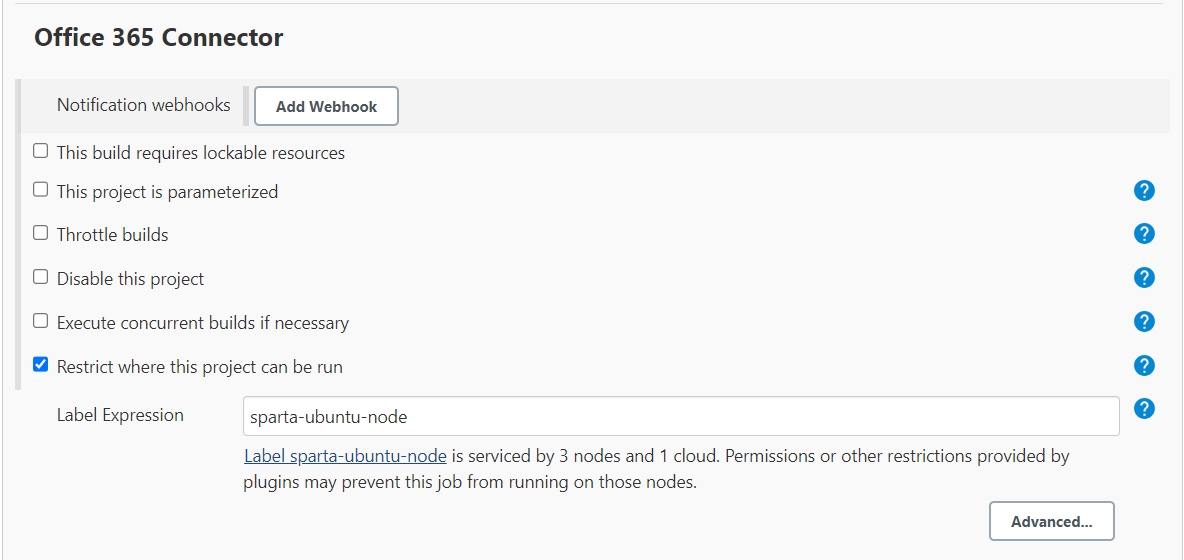 Office 365 Connector
Notification webhooks Add Webhook
This build requires lockable resources
This project is parameterized ?
Throttle builds ?
Disable this project ?
Execute concurrent builds if necessary ?
Restrict where this project can be run ?
Label Expression sparta-ubuntu-node ?
Label sparta-ubuntu-node is serviced by 3 nodes and 1 cloud. Permissions or other restrictions provided by
plugins may prevent this job from running on those nodes.
Advanced...